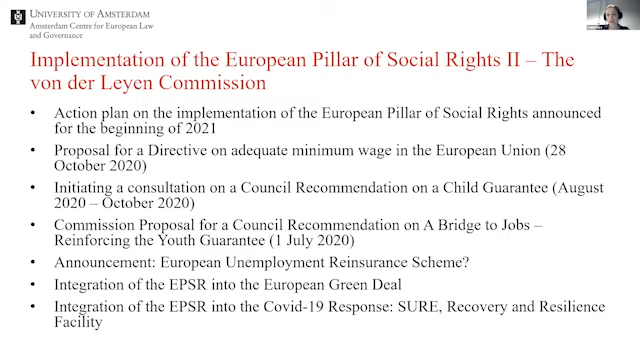 UNIVERSITY OF AMSTERDAM
Amsterdam Centre for European Law
and Governance
Implementation of the European Pillar of Social Rights II – The
von der Leyen Commission
• Action plan on the implementation of the European Pillar of Social Rights announced
for the beginning of 2021
• Proposal for a Directive on adequate minimum wage in the European Union (28
October 2020)
• Initiating a consultation on a Council Recommendation on a Child Guarantee (August
2020 – October 2020)
• Commission Proposal for a Council Recommendation on A Bridge to Jobs –
Reinforcing the Youth Guarantee (1 July 2020)
• Announcement: European Unemployment Reinsurance Scheme?
• Integration of the EPSR into the European Green Deal
• Integration of the EPSR into the Covid-19 Response: SURE, Recovery and Resilience
Facility